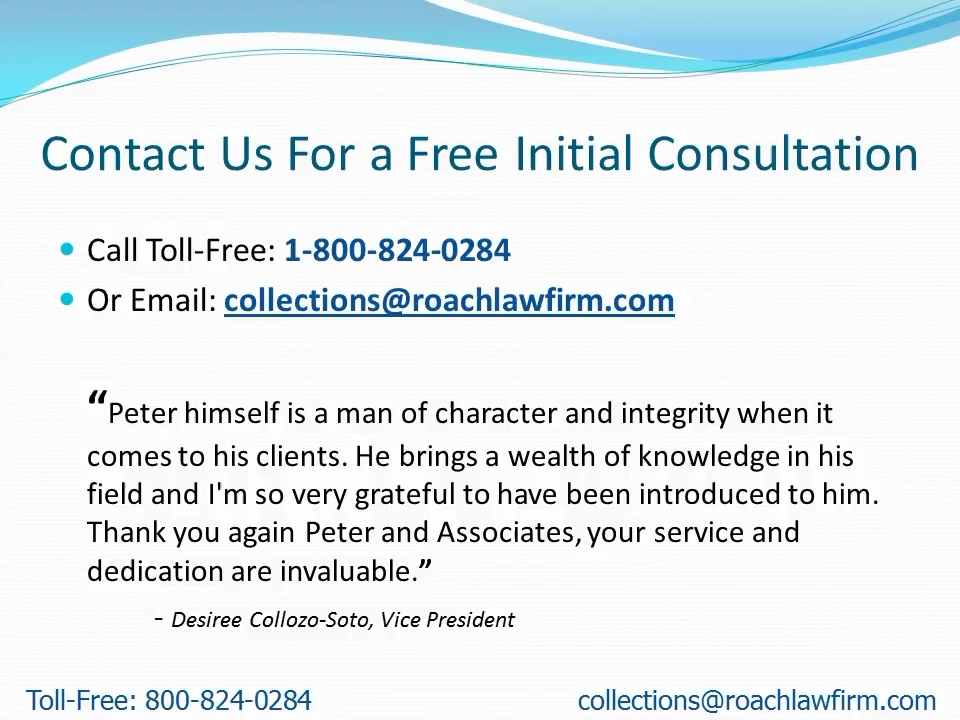 Contact Us For a Free Initial Consultation
• Call Toll-Free: 1-800-824-0284
• Or Email: collections@roachlawfirm.com
“Peter himself is a man of character and integrity when it
comes to his clients. He brings a wealth of knowledge in his
field and I'm so very grateful to have been introduced to him.
Thank you again Peter and Associates, your service and
dedication are invaluable.”
- Desiree Collozo-Soto, Vice President
Toll-Free: 800-824-0284
collections@roachlawfirm.com